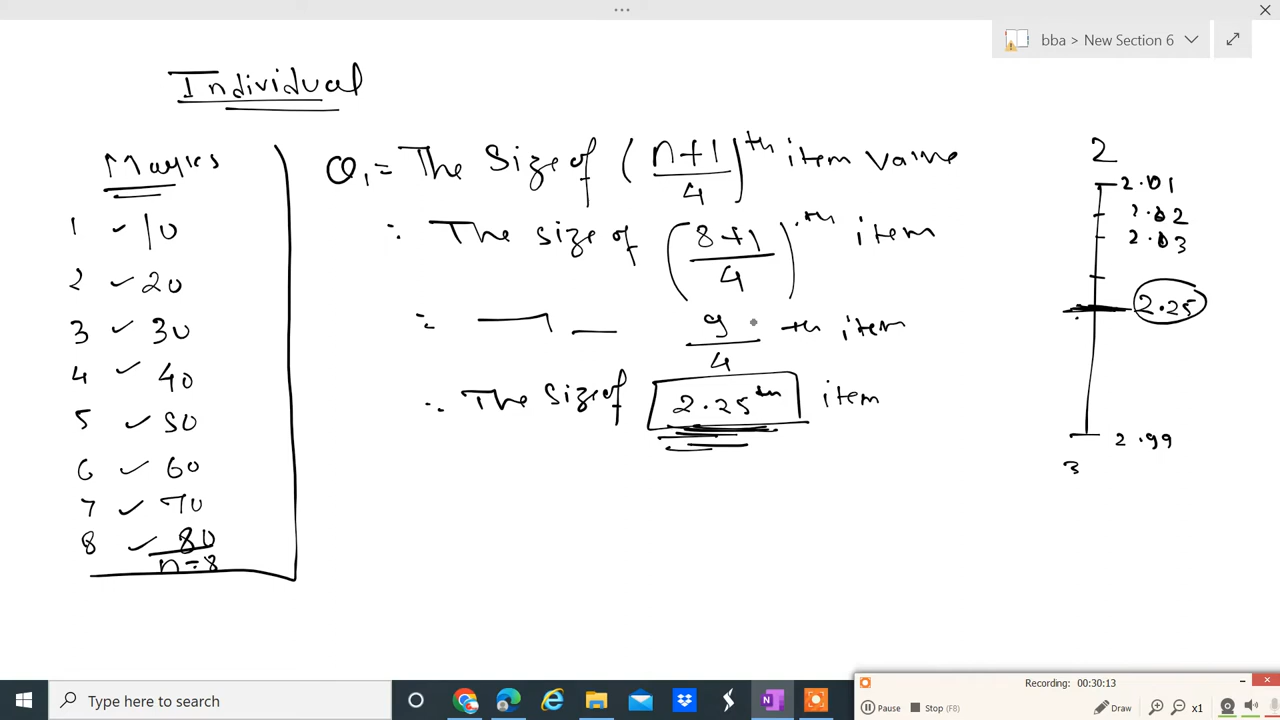 bba > New Section 6
Individual
Marks
1 ✓ 10
2 ✓ 20
3 ✓ 30
4 ✓ 40
5 ✓ 50
6 ✓ 60
7 ✓ 70
8 ✓ 80
n = 8
Q₁ = The Size of (n+1/4)th item value
∴ The size of (8+1/4)th item
= 9/4 th item
∴ The Size of 2.25th item
2
2.01
2.02
2.03
2.25
2.99
3
Recording: 00:30:13
Pause
Stop (F8)
Draw
x1
Type here to search